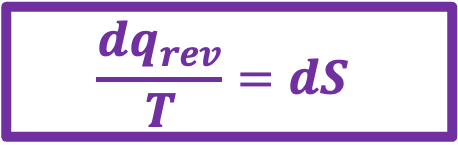 dq_rev / T = dS